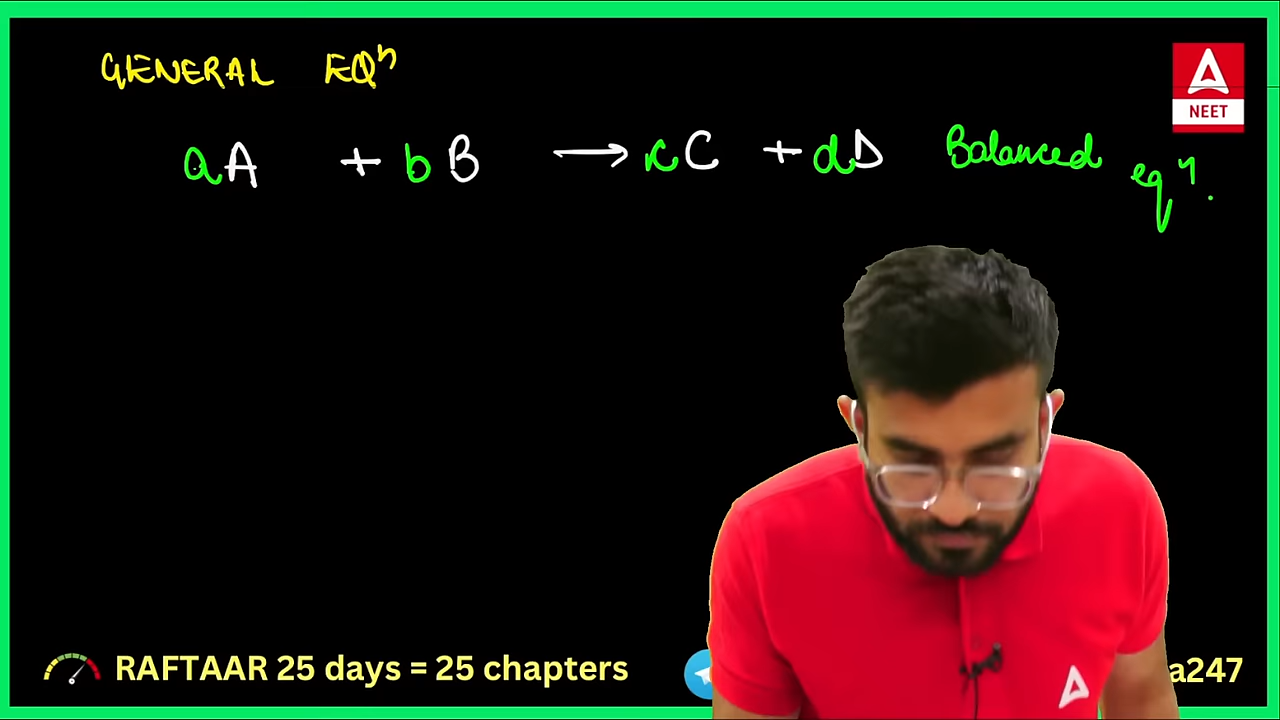 GENERAL EQⁿ
aA + bB → cC + dD Balanced eqⁿ.
NEET
RAFTAAR 25 days = 25 chapters
a247